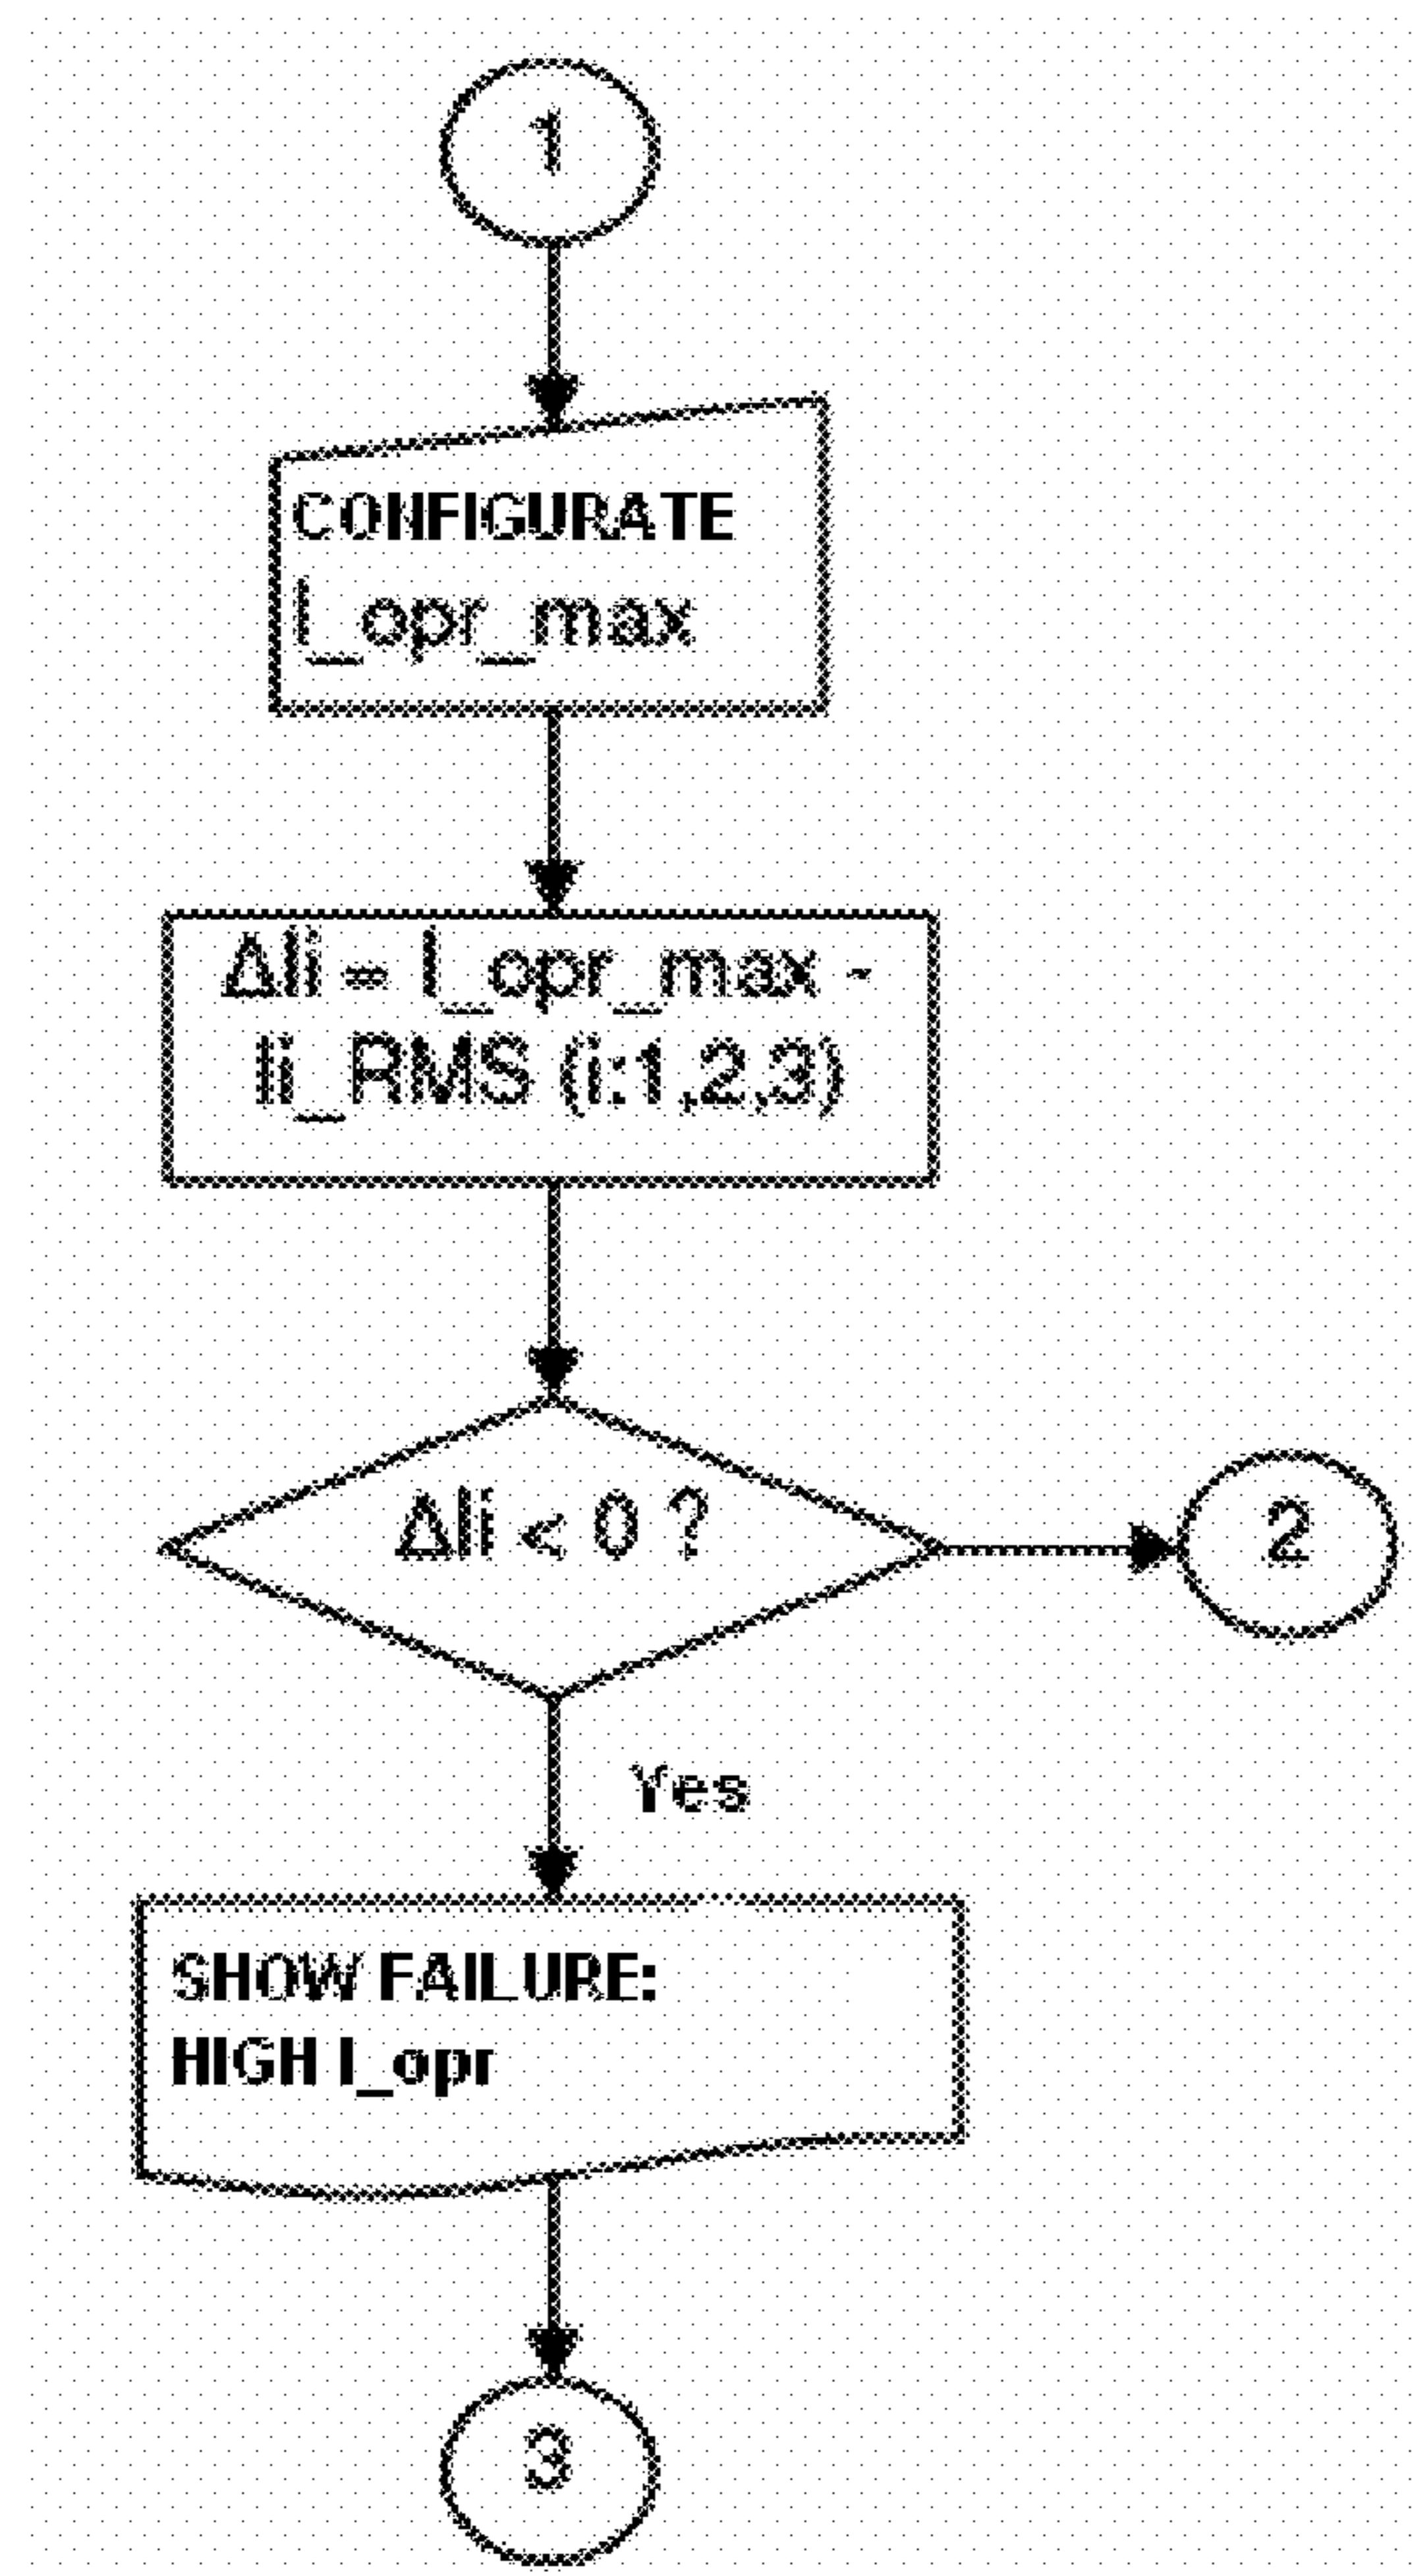 1
CONFIGURATE
I_opr_max
ΔIi = I_opr_max -
Ii_RMS (i:1,2,3)
ΔIi < 0 ?
2
Yes
SHOW FAILURE:
HIGH I_opr
3